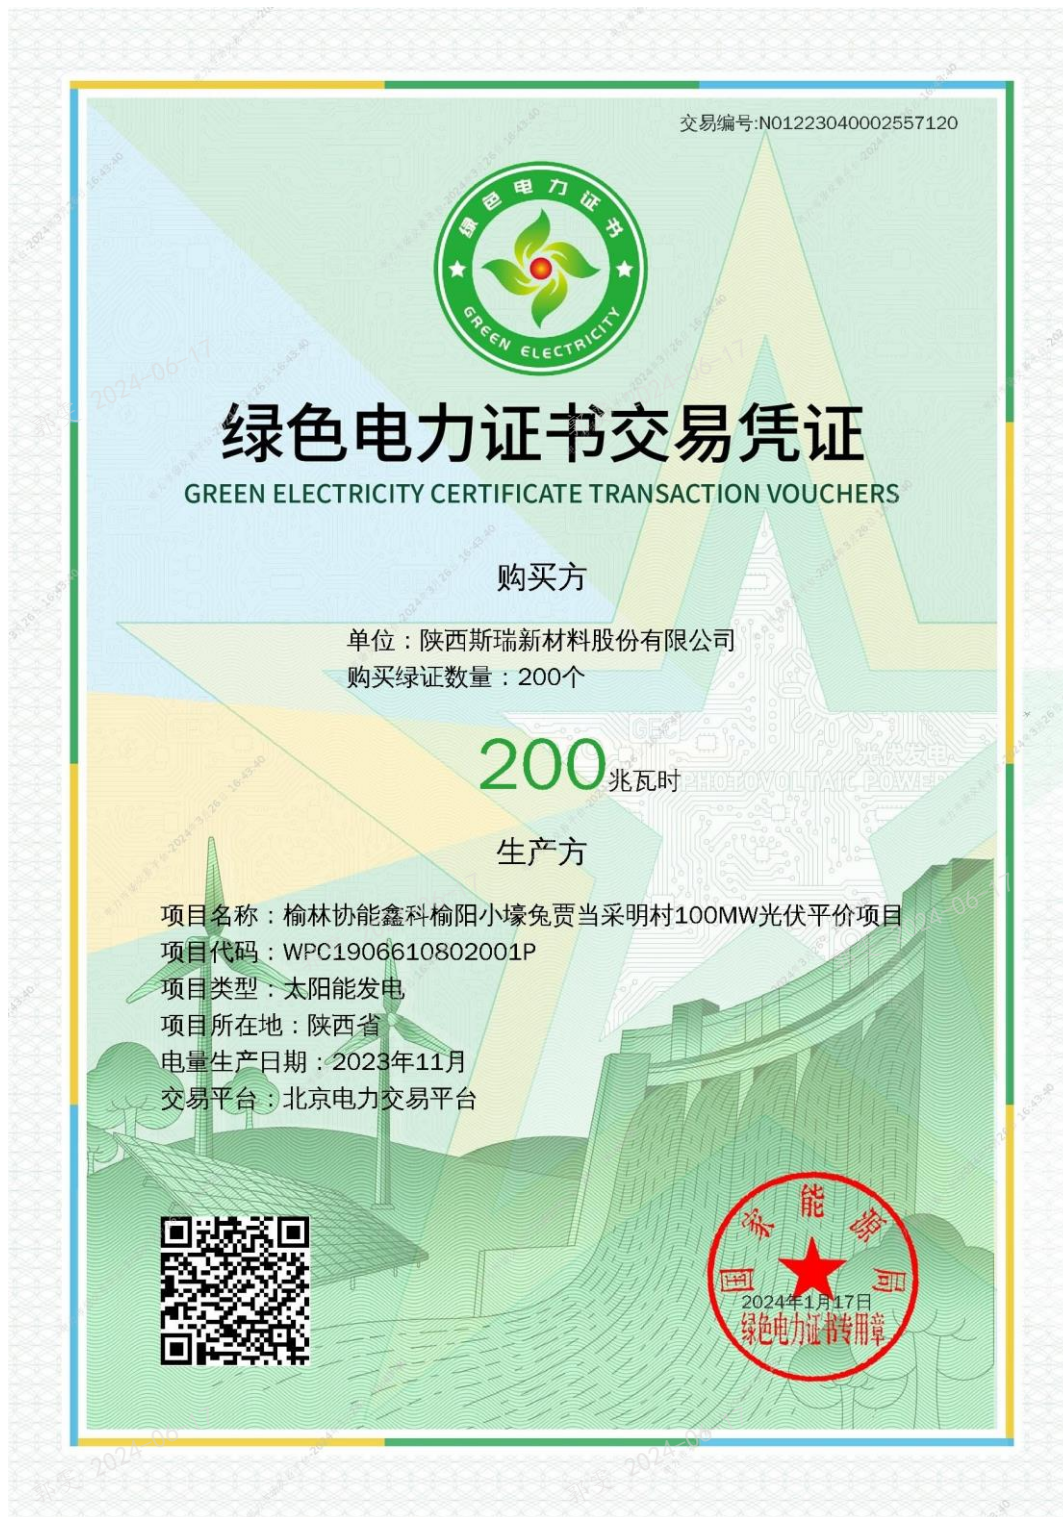 交易编号:N01223040002557120
绿色电力证书
GREEN ELECTRICITY
绿色电力证书交易凭证
GREEN ELECTRICITY CERTIFICATE TRANSACTION VOUCHERS
购买方
单位：陕西斯瑞新材料股份有限公司
购买绿证数量：200个
200兆瓦时
光伏发电
PHOTOVOLTAIC POWER
生产方
项目名称：榆林协能鑫科榆阳小壕兔贾当采明村100MW光伏平价项目
项目代码：WPC1906610802001P
项目类型：太阳能发电
项目所在地：陕西省
电量生产日期：2023年11月
交易平台：北京电力交易平台
国家能源局
2024年1月17日
绿色电力证书专用章